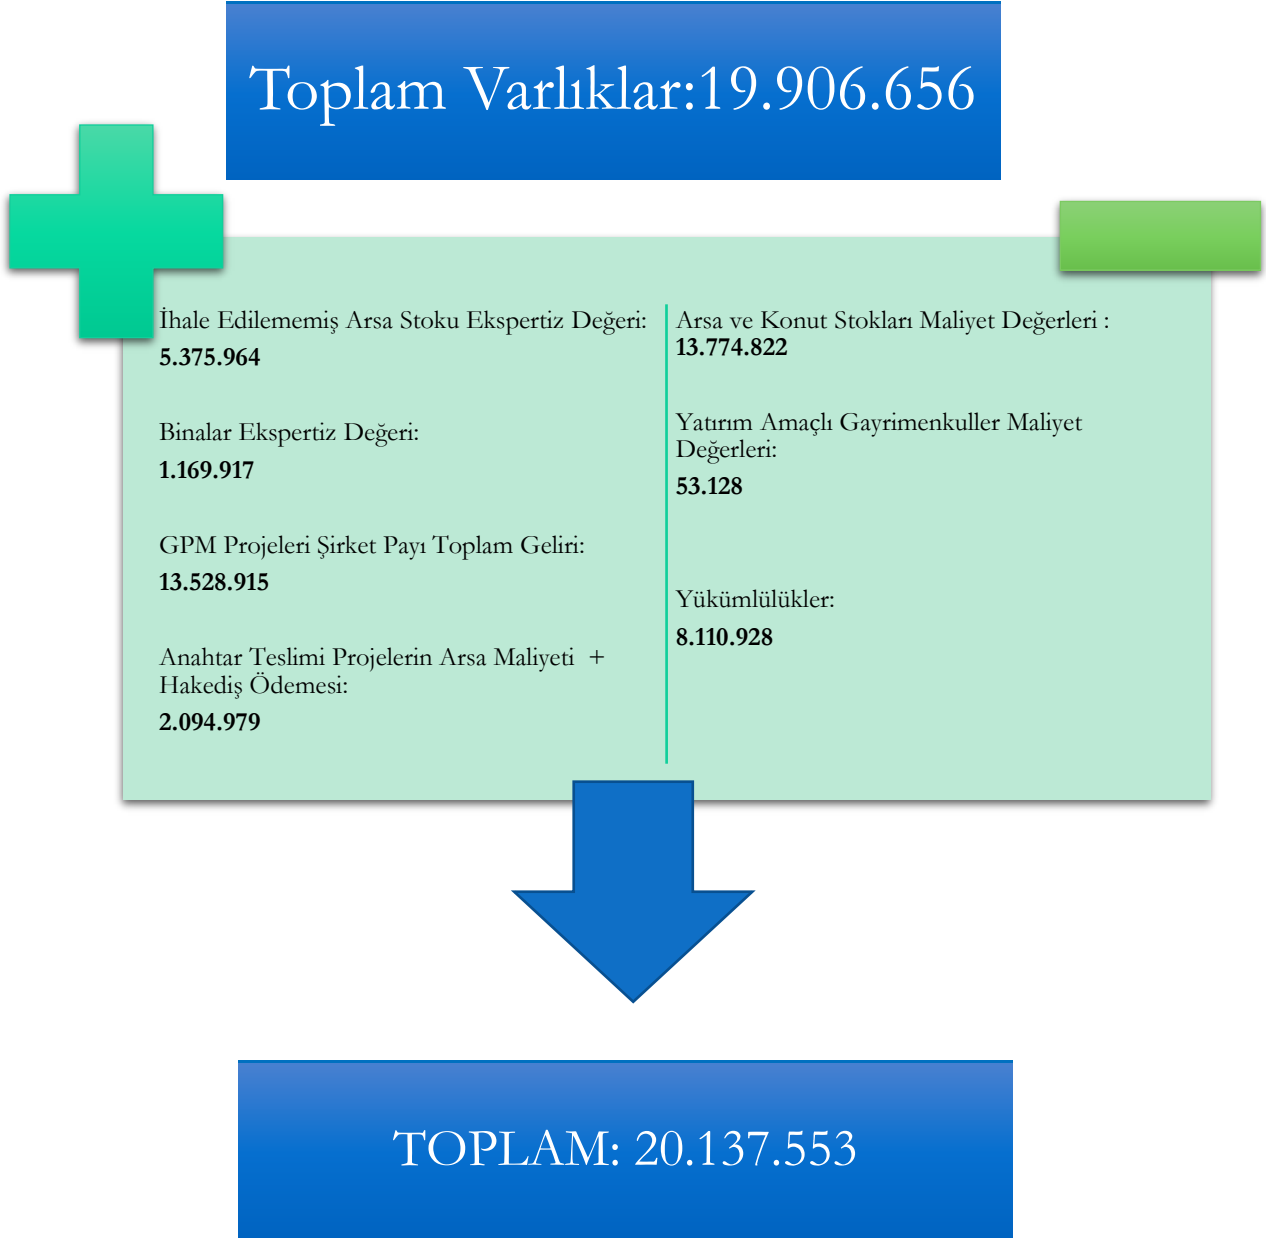 Toplam Varlıklar:19.906.656
İhale Edilememiş Arsa Stoku Ekspertiz Değeri:
5.375.964
Binalar Ekspertiz Değeri:
1.169.917
GPM Projeleri Şirket Payı Toplam Geliri:
13.528.915
Anahtar Teslimi Projelerin Arsa Maliyeti +
Hakediş Ödemesi:
2.094.979
Arsa ve Konut Stokları Maliyet Değerleri :
13.774.822
Yatırım Amaçlı Gayrimenkuller Maliyet
Değerleri:
53.128
Yükümlülükler:
8.110.928
TOPLAM: 20.137.553